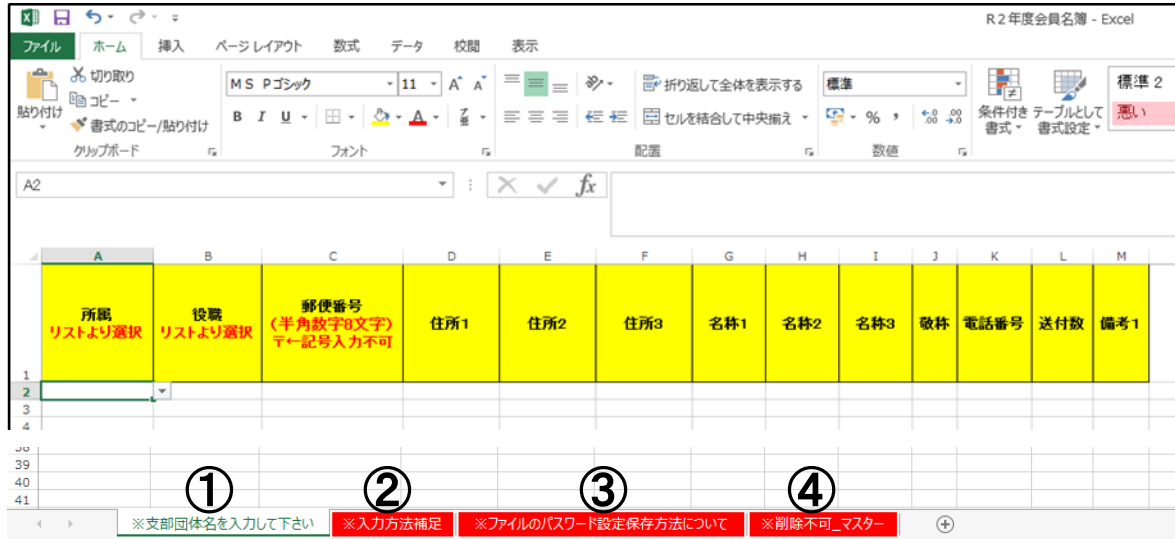 R２年度会員名簿 - Excel
ファイル ホーム 挿入 ページ レイアウト 数式 データ 校閲 表示
切り取り
コピー
書式のコピー/貼り付け
貼り付け
クリップボード
ＭＳ Ｐゴシック 11
B I U
フォント
折り返して全体を表示する
セルを結合して中央揃え
配置
標準
% ,
数値
条件付き書式
テーブルとして書式設定
標準 2
悪い
A2
fx
A B C D E F G H I J K L M
1
所属
リストより選択
役職
リストより選択
郵便番号
（半角数字8文字）
〒←記号入力不可
住所1
住所2
住所3
名称1
名称2
名称3
敬称
電話番号
送付数
備考1
2
3
4
38
39
40
41
① ② ③ ④
※支部団体名を入力して下さい ※入力方法補足 ※ファイルのパスワード設定保存方法について ※削除不可_マスター